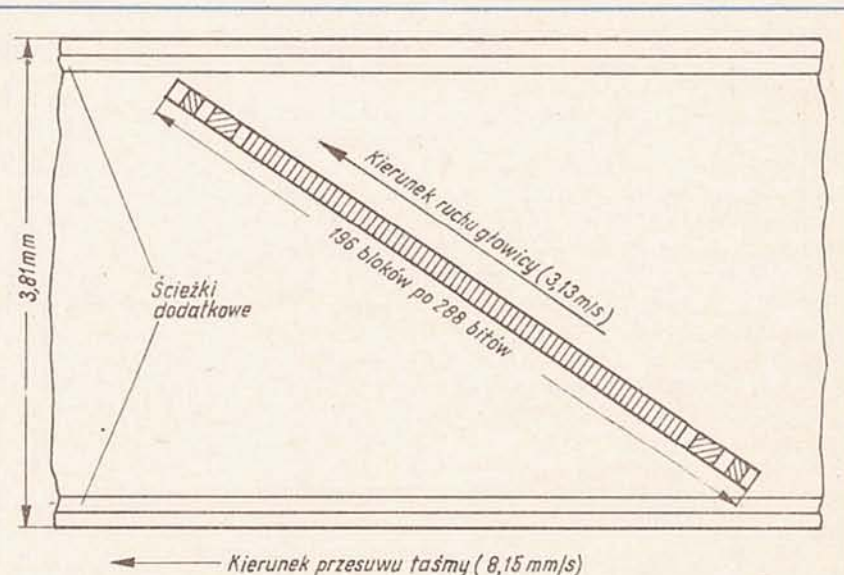 3,81mm
Ścieżki
dodatkowe
Kierunek ruchu głowicy (3,13m/s)
196 bloków po 288 bitów
Kierunek przesuwu taśmy (8,15 mm/s)